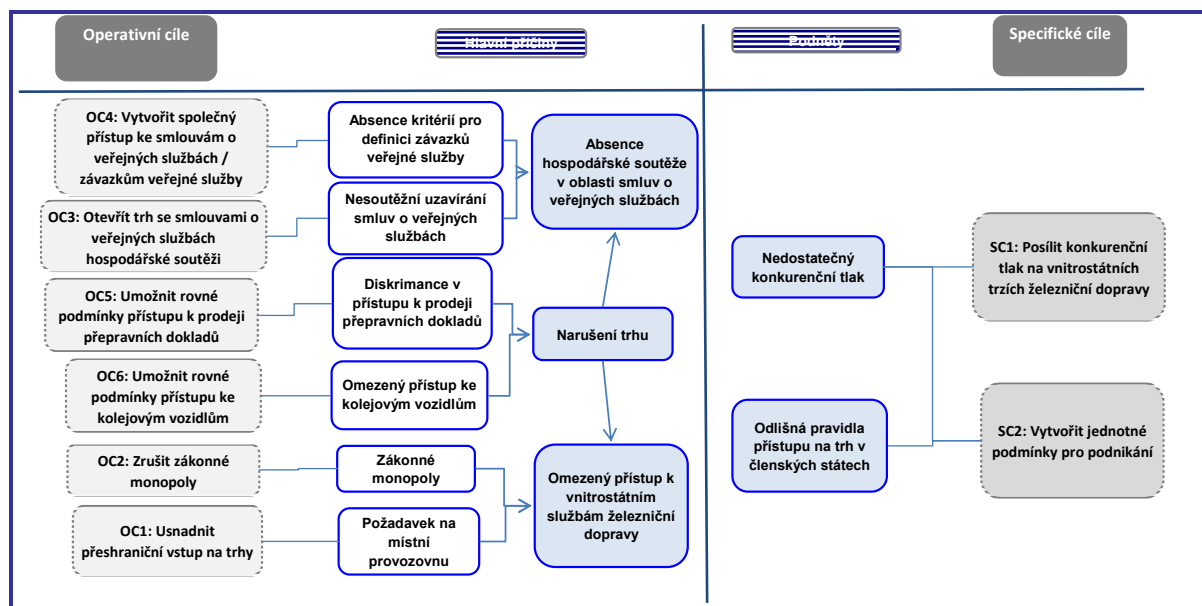 Operativní cíle
Hlavní příčiny
Podněty
Specifické cíle
OC4: Vytvořit společný
přístup ke smlouvám o
veřejných službách /
závazkům veřejné služby
Absence kritérií pro
definici závazků
veřejné služby
Absence
hospodářské soutěže
v oblasti smluv o
veřejných službách
OC3: Otevřít trh se smlouvami o
veřejných službách
hospodářské soutěži
Nesoutěžní uzavírání
smluv o veřejných
službách
OC5: Umožnit rovné
podmínky přístupu k prodeji
přepravních dokladů
Diskrimance v
přístupu k prodeji
přepravních dokladů
Narušení trhu
OC6: Umožnit rovné
podmínky přístupu ke
kolejovým vozidlům
Omezený přístup ke
kolejovým vozidlům
OC2: Zrušit zákonné
monopoly
Zákonné
monopoly
Omezený přístup k
vnitrostátním
službám železniční
dopravy
OC1: Usnadnit
přeshraniční vstup na trhy
Požadavek na
místní
provozovnu
Nedostatečný
konkurenční tlak
SC1: Posílit konkurenční
tlak na vnitrostátních
trzích železniční dopravy
Odlišná pravidla
přístupu na trh v
členských státech
SC2: Vytvořit jednotné
podmínky pro podnikání